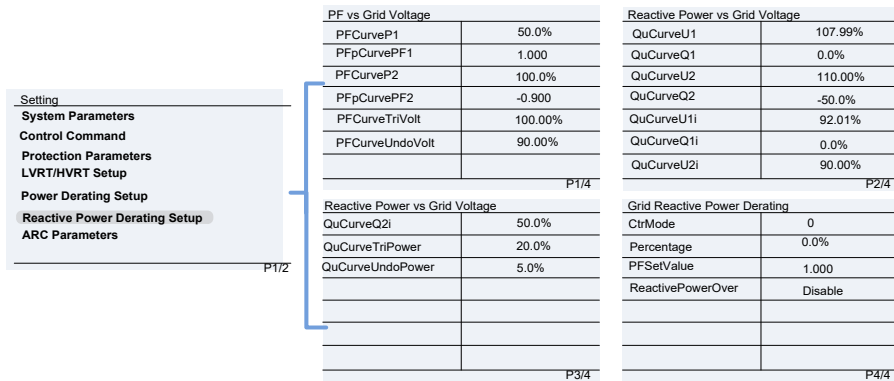 Setting
System Parameters
Control Command
Protection Parameters
LVRT/HVRT Setup
Power Derating Setup
Reactive Power Derating Setup
ARC Parameters
P1/2
PF vs Grid Voltage
PFCurveP1 50.0%
PFpCurvePF1 1.000
PFCurveP2 100.0%
PFpCurvePF2 -0.900
PFCurveTriVolt 100.00%
PFCurveUndoVolt 90.00%
P1/4
Reactive Power vs Grid Voltage
QuCurveU1 107.99%
QuCurveQ1 0.0%
QuCurveU2 110.00%
QuCurveQ2 -50.0%
QuCurveU1i 92.01%
QuCurveQ1i 0.0%
QuCurveU2i 90.00%
P2/4
Reactive Power vs Grid Voltage
QuCurveQ2i 50.0%
QuCurveTriPower 20.0%
QuCurveUndoPower 5.0%
P3/4
Grid Reactive Power Derating
CtrMode 0
Percentage 0.0%
PFSetValue 1.000
ReactivePowerOver Disable
P4/4